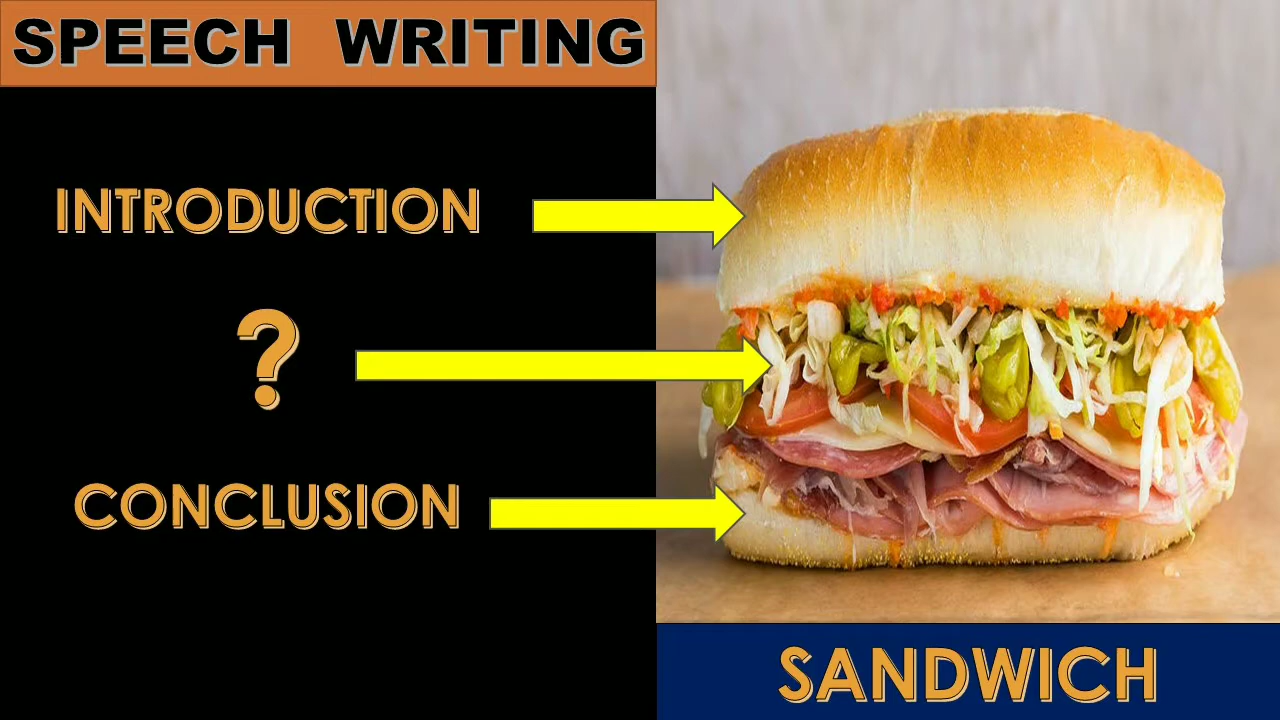 SPEECH WRITING
INTRODUCTION
?
CONCLUSION
SANDWICH